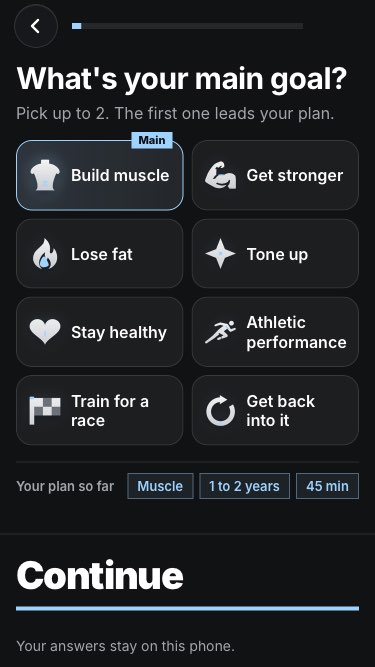 What's your main goal?
Pick up to 2. The first one leads your plan.
Main
Build muscle
Get stronger
Lose fat
Tone up
Stay healthy
Athletic
performance
Train for a
race
Get back
into it
Your plan so far
Muscle
1 to 2 years
45 min
Continue
Your answers stay on this phone.